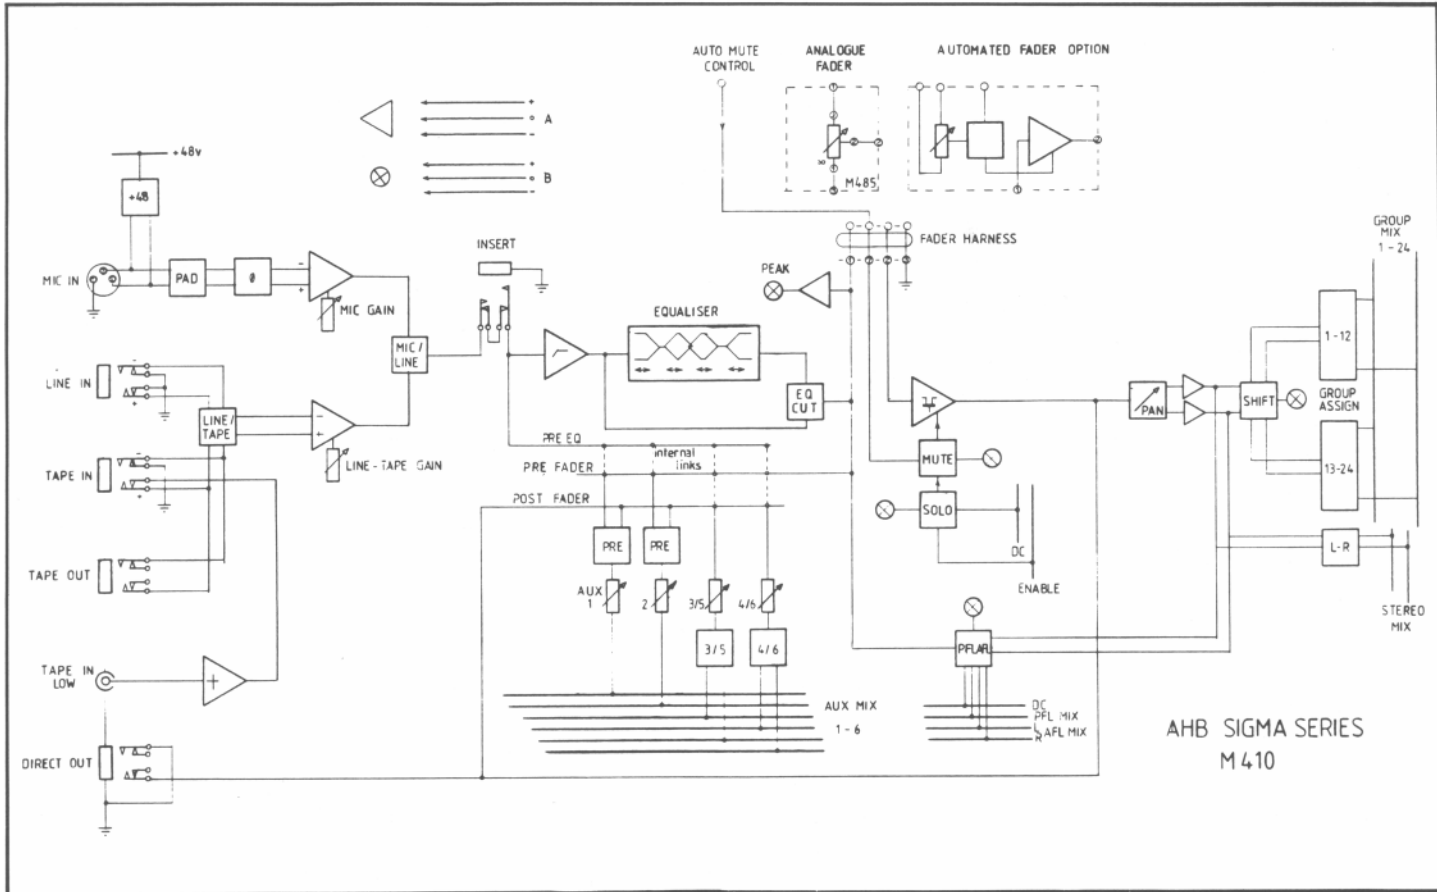 AUTO MUTE
CONTROL
ANALOGUE
FADER
AUTOMATED FADER OPTION
+
o A
-
+
o B
-
+48v
+48
M485
GROUP
MIX
1-24
FADER HARNESS
INSERT
PEAK
MIC IN
PAD
Ø
-
+
MIC GAIN
EQUALISER
MIC/
LINE
1-12
LINE IN
-
+
LINE/
TAPE
-
+
EQ
CUT
PAN
SHIFT
GROUP
ASSIGN
LINE-TAPE GAIN
PRE EQ
internal
links
MUTE
TAPE IN
-
+
PRE FADER
13-24
POST FADER
SOLO
PRE
PRE
DC
L-R
TAPE OUT
ENABLE
AUX
1
2
3/5
4/6
STEREO
MIX
3/5
4/6
PFL/AFL
TAPE IN
LOW
+
AUX MIX
1-6
DC
PFL MIX
L
R AFL MIX
DIRECT OUT
AHB SIGMA SERIES
M410